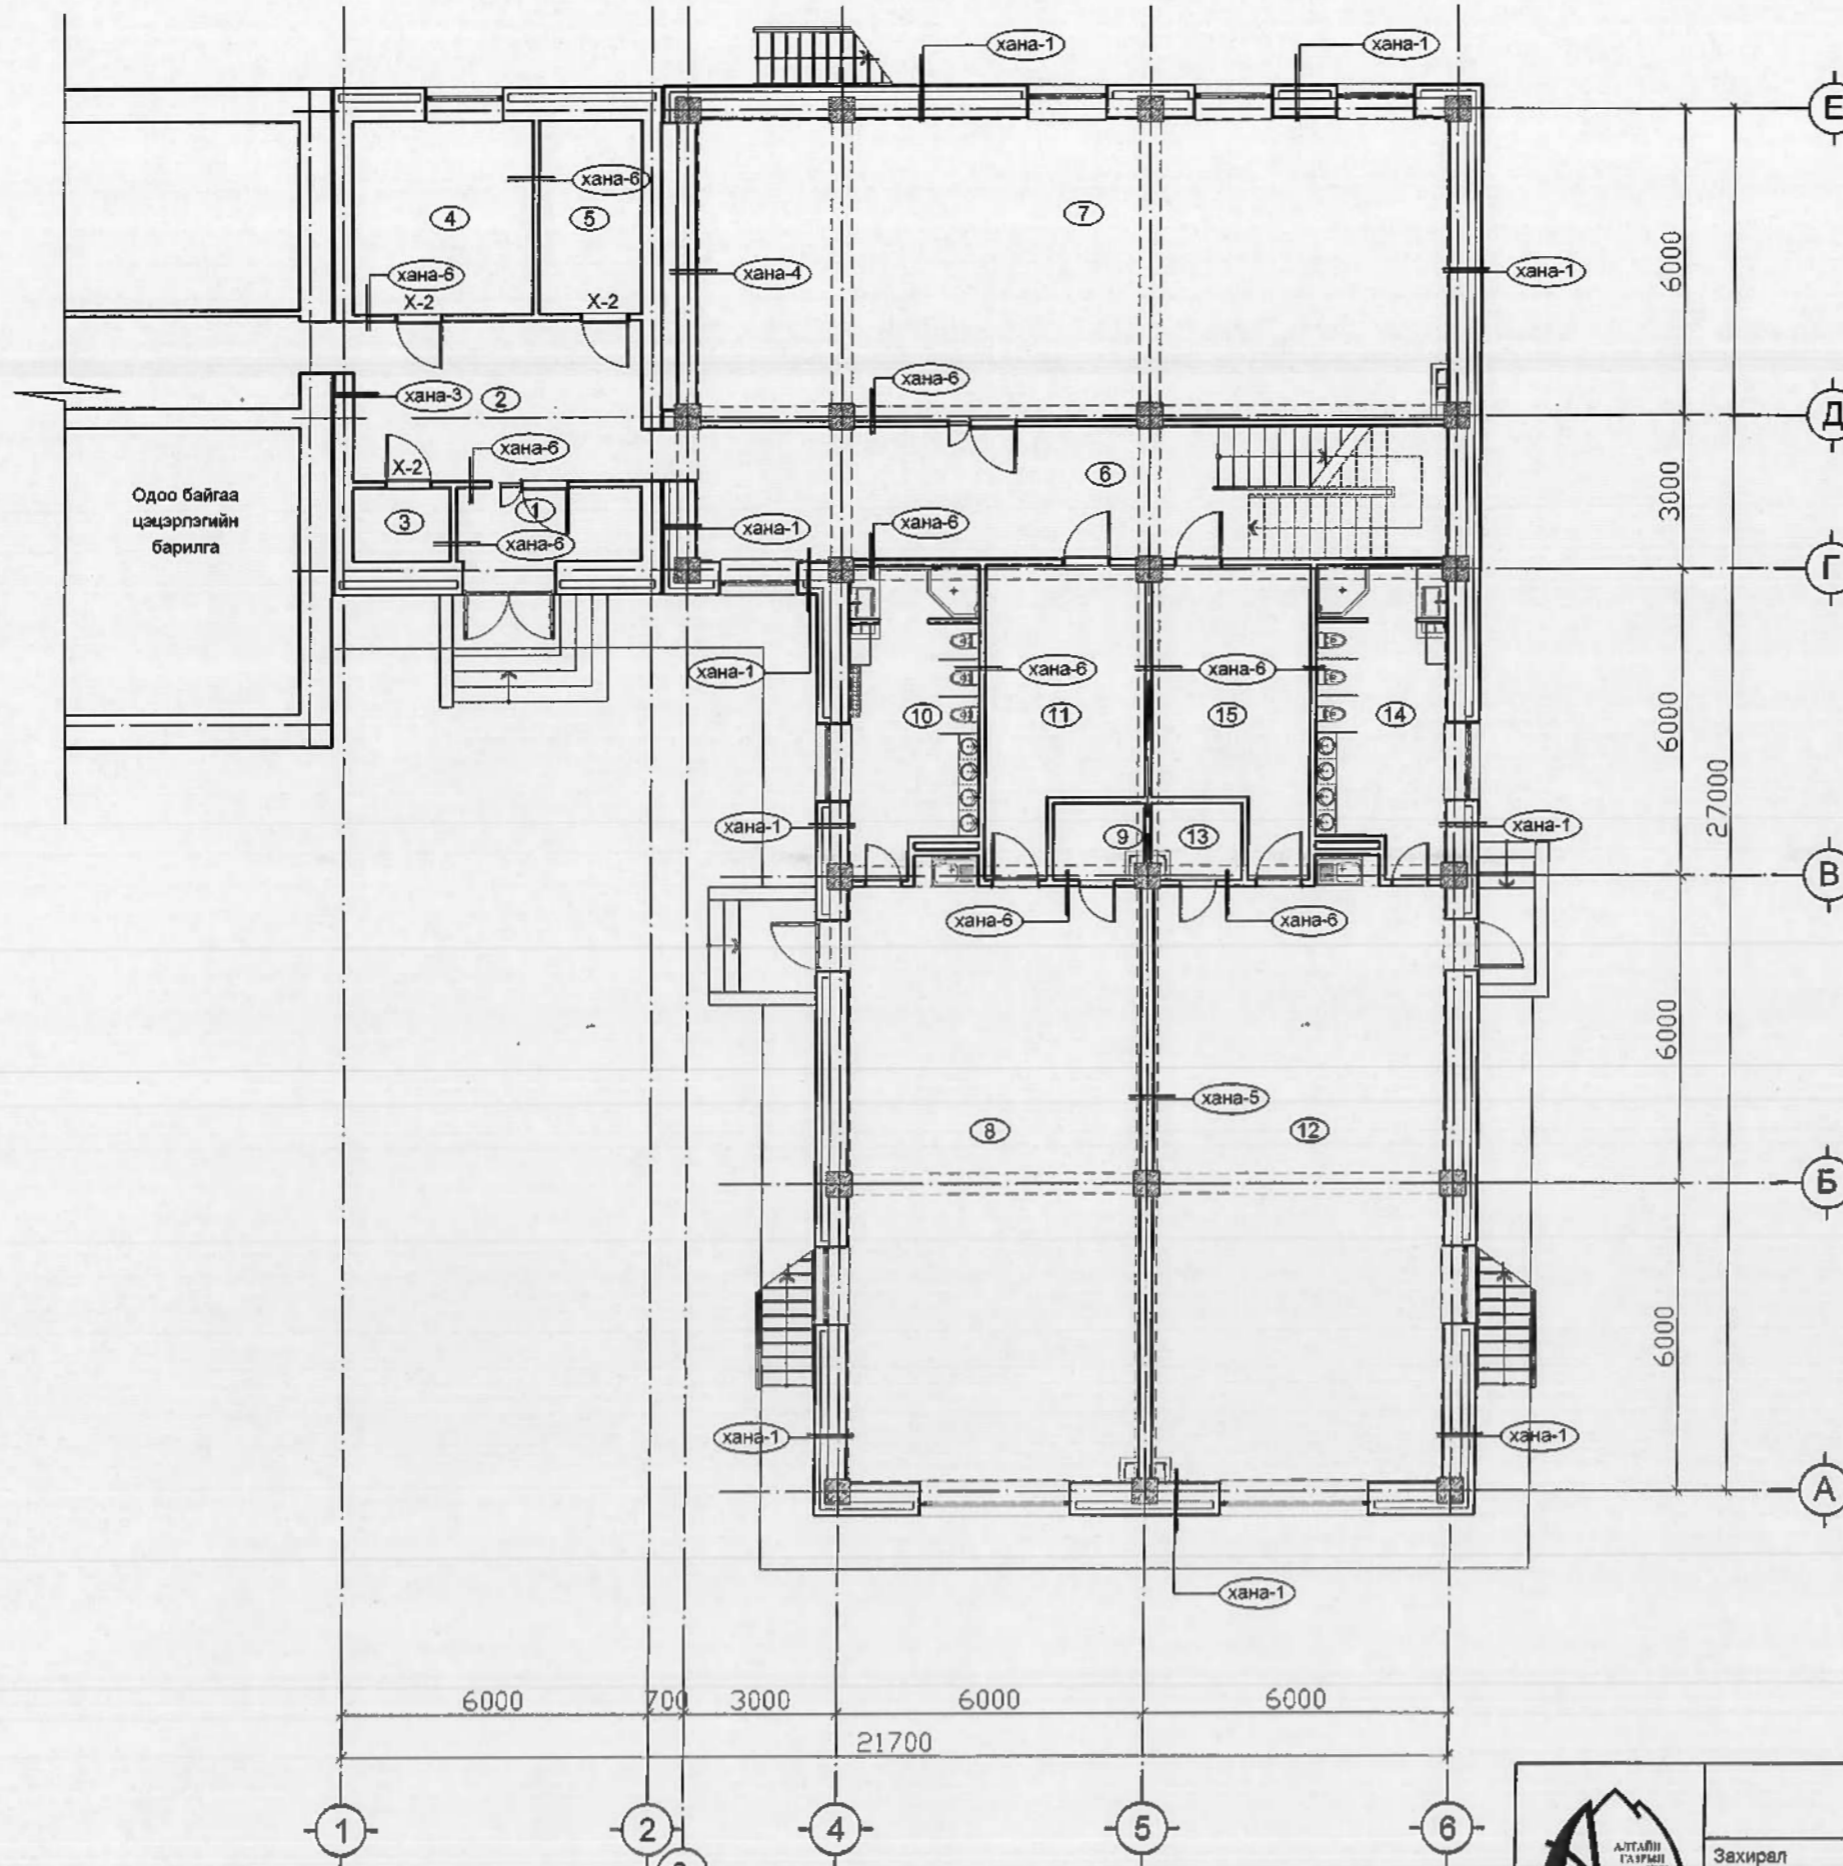 хана-1
хана-1
Е
хана-6
4
5
7
хана-6
хана-4
хана-1
6000
X-2
X-2
хана-3
2
хана-6
Д
хана-6
X-2
6
3000
Одоо байгаа
цэцэрлэгийн
барилга
3
1
хана-6
хана-1
хана-6
Г
хана-1
хана-6
хана-6
10
11
15
14
6000
27000
хана-1
9
13
хана-1
В
хана-6
хана-6
6000
хана-5
8
12
Б
6000
хана-1
хана-1
А
хана-1
6000
700
3000
6000
6000
21700
1
2
4
5
6
АЛТАЙН
Захирал